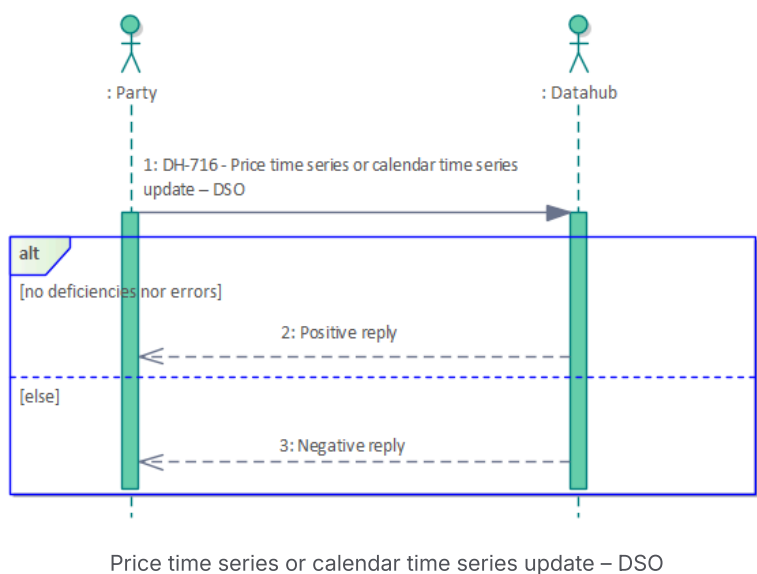 : Party
: Datahub
1: DH-716 - Price time series or calendar time series
update – DSO
alt
[no deficiencies nor errors]
2: Positive reply
[else]
3: Negative reply
Price time series or calendar time series update – DSO